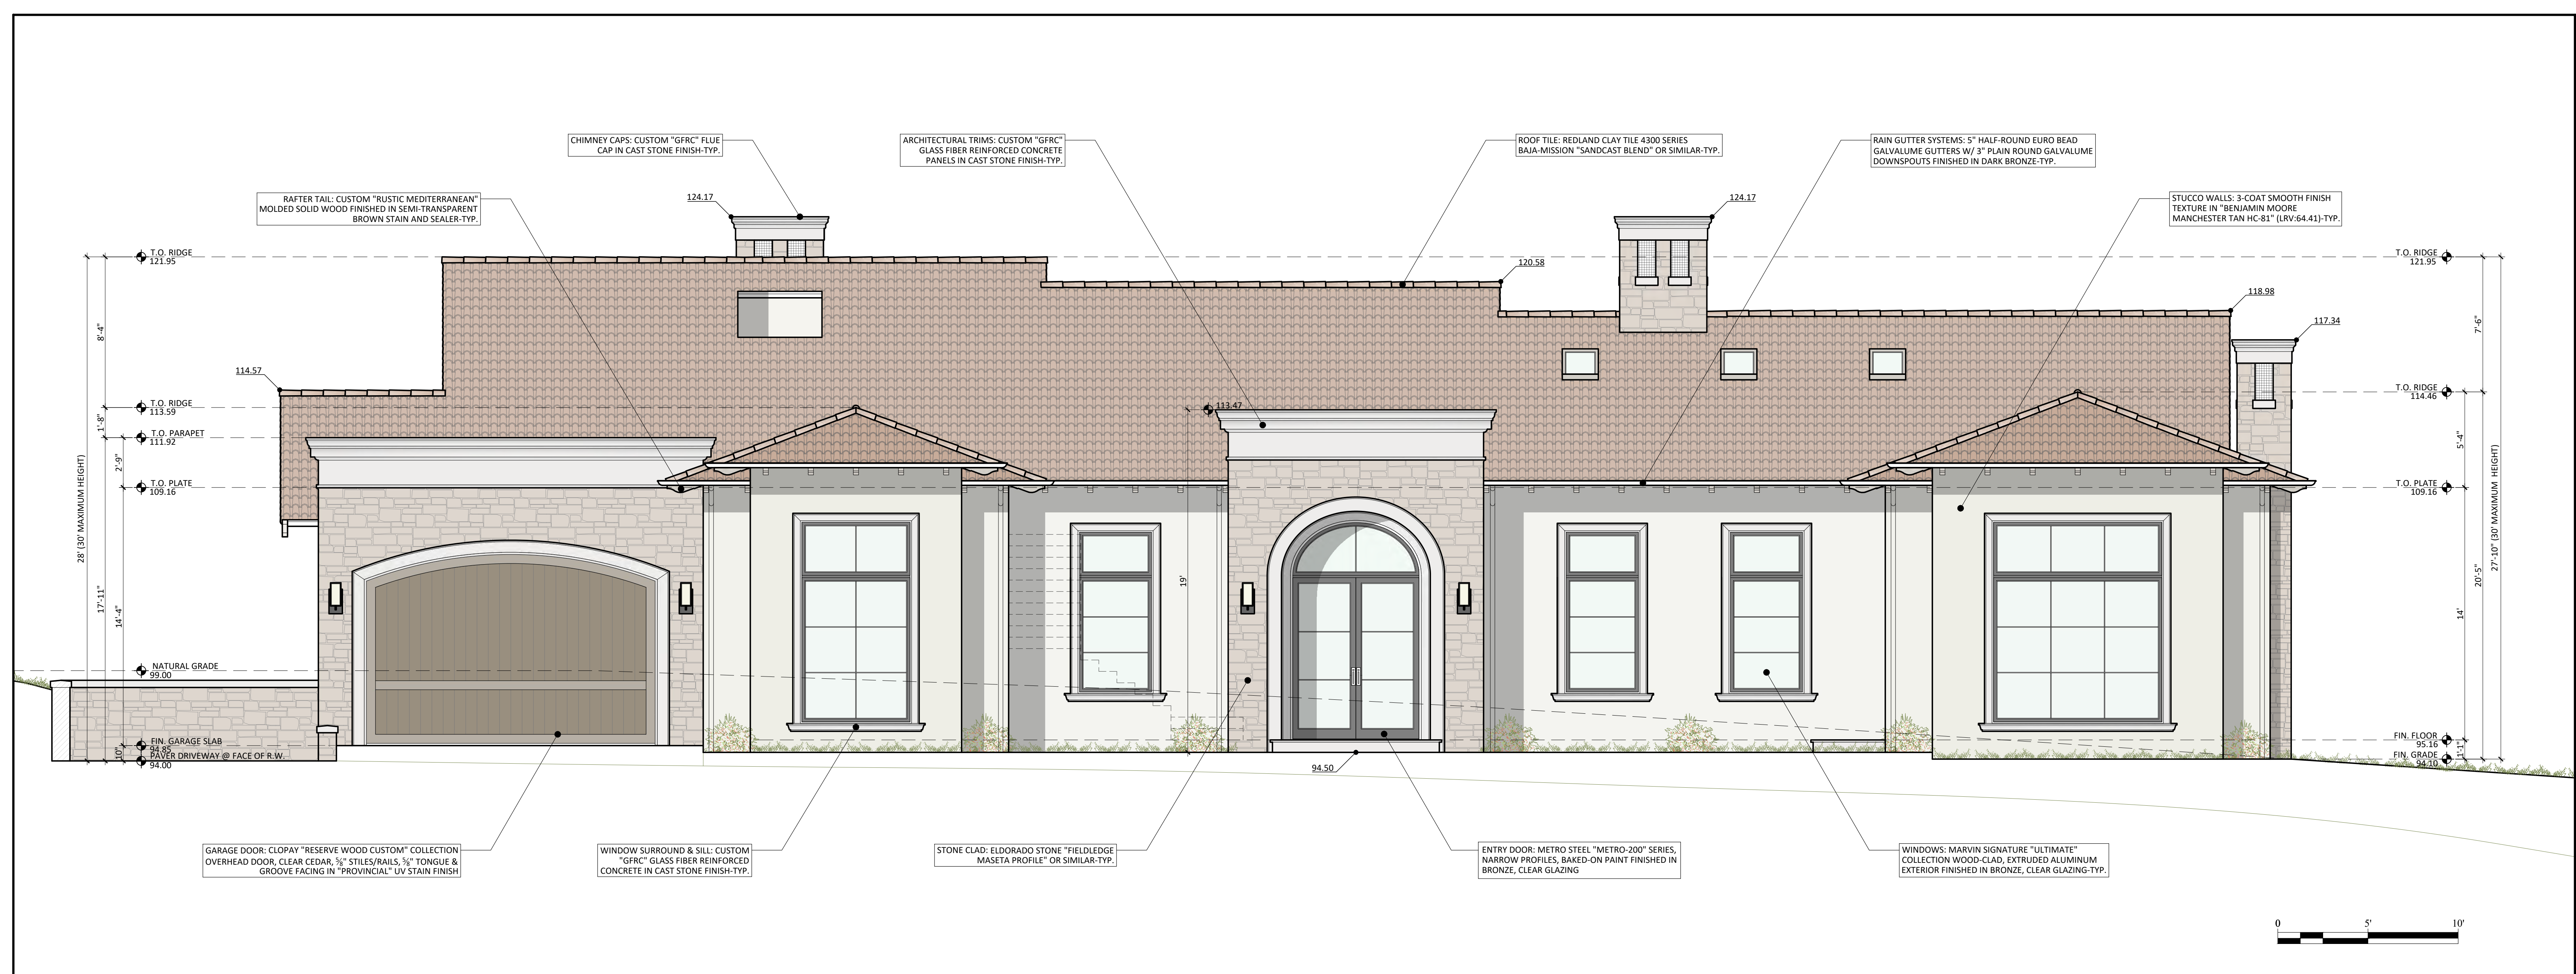 CHIMNEY CAPS: CUSTOM "GFRC" FLUE
CAP IN CAST STONE FINISH-TYP.
ARCHITECTURAL TRIMS: CUSTOM "GFRC"
GLASS FIBER REINFORCED CONCRETE
PANELS IN CAST STONE FINISH-TYP.
ROOF TILE: REDLAND CLAY TILE 4300 SERIES
BAJA-MISSION "SANDCAST BLEND" OR SIMILAR-TYP.
RAIN GUTTER SYSTEMS: 5" HALF-ROUND EURO BEAD
GALVALUME GUTTERS W/ 3" PLAIN ROUND GALVALUME
DOWNSPOUTS FINISHED IN DARK BRONZE-TYP.
RAFTER TAIL: CUSTOM "RUSTIC MEDITERRANEAN"
MOLDED SOLID WOOD FINISHED IN SEMI-TRANSPARENT
BROWN STAIN AND SEALER-TYP.
STUCCO WALLS: 3-COAT SMOOTH FINISH
TEXTURE IN "BENJAMIN MOORE
MANCHESTER TAN HC-81" (LRV:64.41)-TYP.
124.17
124.17
T.O. RIDGE
121.95
T.O. RIDGE
121.95
120.58
118.98
117.34
8'-4"
7'-6"
114.57
T.O. RIDGE
113.59
T.O. RIDGE
114.46
113.47
1'-8"
T.O. PARAPET
111.92
2'-9"
5'-4"
T.O. PLATE
109.16
T.O. PLATE
109.16
28' (30' MAXIMUM HEIGHT)
17'-11"
14'-4"
19'
14'
20'-5"
27'-10" (30' MAXIMUM HEIGHT)
NATURAL GRADE
99.00
FIN. GARAGE SLAB
94.85
10"
PAVER DRIVEWAY @ FACE OF R.W.
94.00
FIN. FLOOR
95.16
1'-1"
FIN. GRADE
94.10
94.50
GARAGE DOOR: CLOPAY "RESERVE WOOD CUSTOM" COLLECTION
OVERHEAD DOOR, CLEAR CEDAR, ⅝" STILES/RAILS, ⅝" TONGUE &
GROOVE FACING IN "PROVINCIAL" UV STAIN FINISH
WINDOW SURROUND & SILL: CUSTOM
"GFRC" GLASS FIBER REINFORCED
CONCRETE IN CAST STONE FINISH-TYP.
STONE CLAD: ELDORADO STONE "FIELDLEDGE
MASETA PROFILE" OR SIMILAR-TYP.
ENTRY DOOR: METRO STEEL "METRO-200" SERIES,
NARROW PROFILES, BAKED-ON PAINT FINISHED IN
BRONZE, CLEAR GLAZING
WINDOWS: MARVIN SIGNATURE "ULTIMATE"
COLLECTION WOOD-CLAD, EXTRUDED ALUMINUM
EXTERIOR FINISHED IN BRONZE, CLEAR GLAZING-TYP.
0 5' 10'